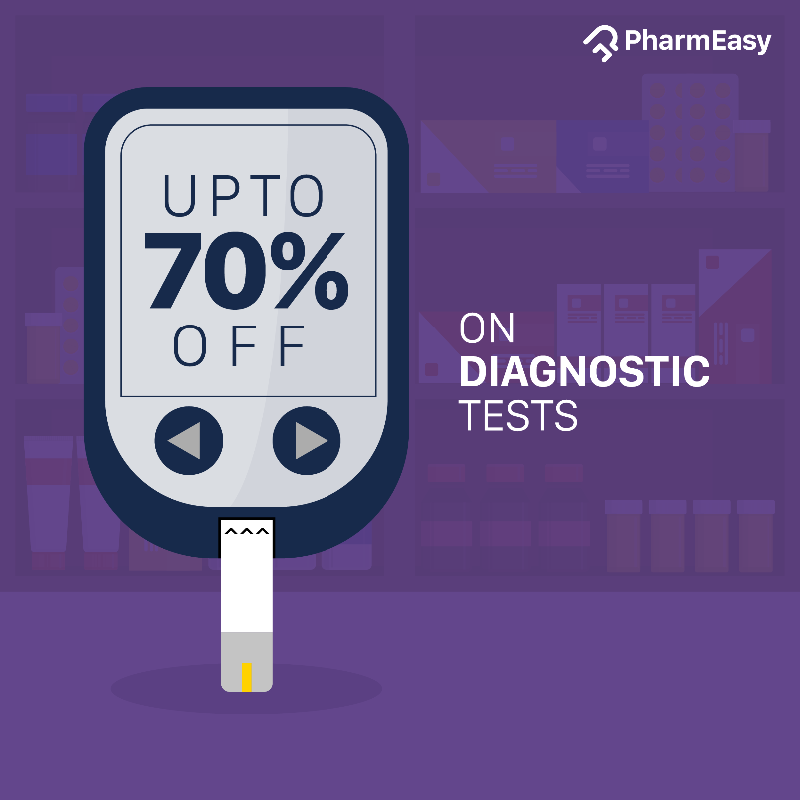 PharmEasy
UPTO
70%
OFF
ON
DIAGNOSTIC
TESTS